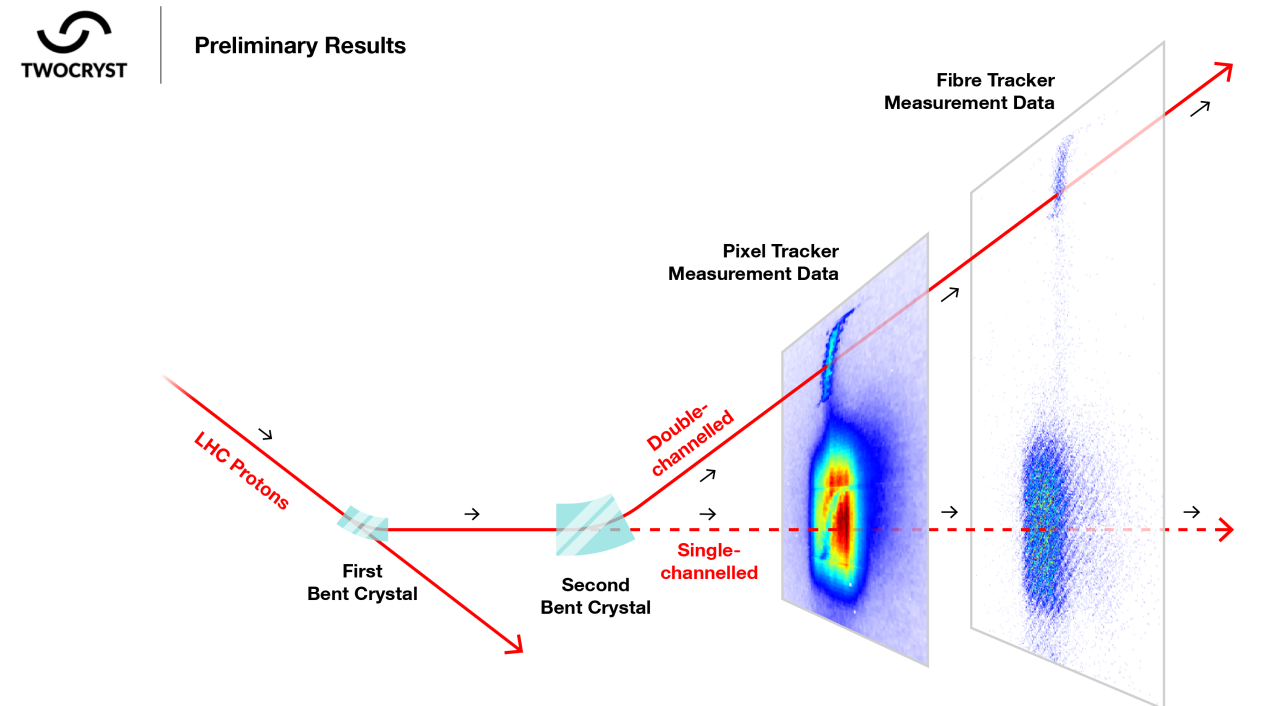 TWOCRYST
Preliminary Results
Fibre Tracker
Measurement Data
Pixel Tracker
Measurement Data
LHC Protons
Double-
channelled
Single-
channelled
First
Bent Crystal
Second
Bent Crystal